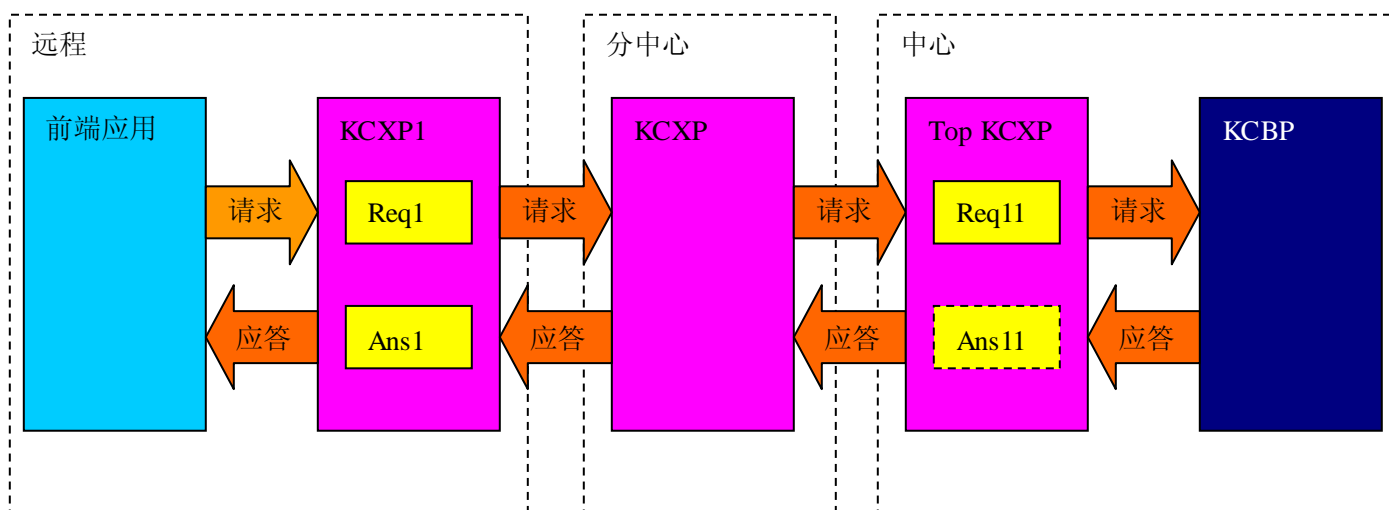 远程
分中心
中心
前端应用
KCXP1
KCXP
Top KCXP
KCBP
请求
Req1
请求
请求
Req11
请求
应答
Ans1
应答
应答
Ans11
应答